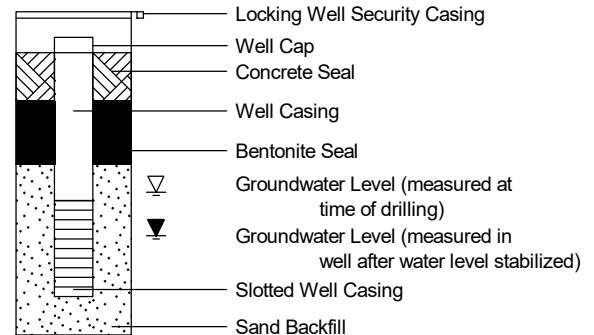 Locking Well Security Casing
Well Cap
Concrete Seal
Well Casing
Bentonite Seal
Groundwater Level (measured at
time of drilling)
Groundwater Level (measured in
well after water level stabilized)
Slotted Well Casing
Sand Backfill